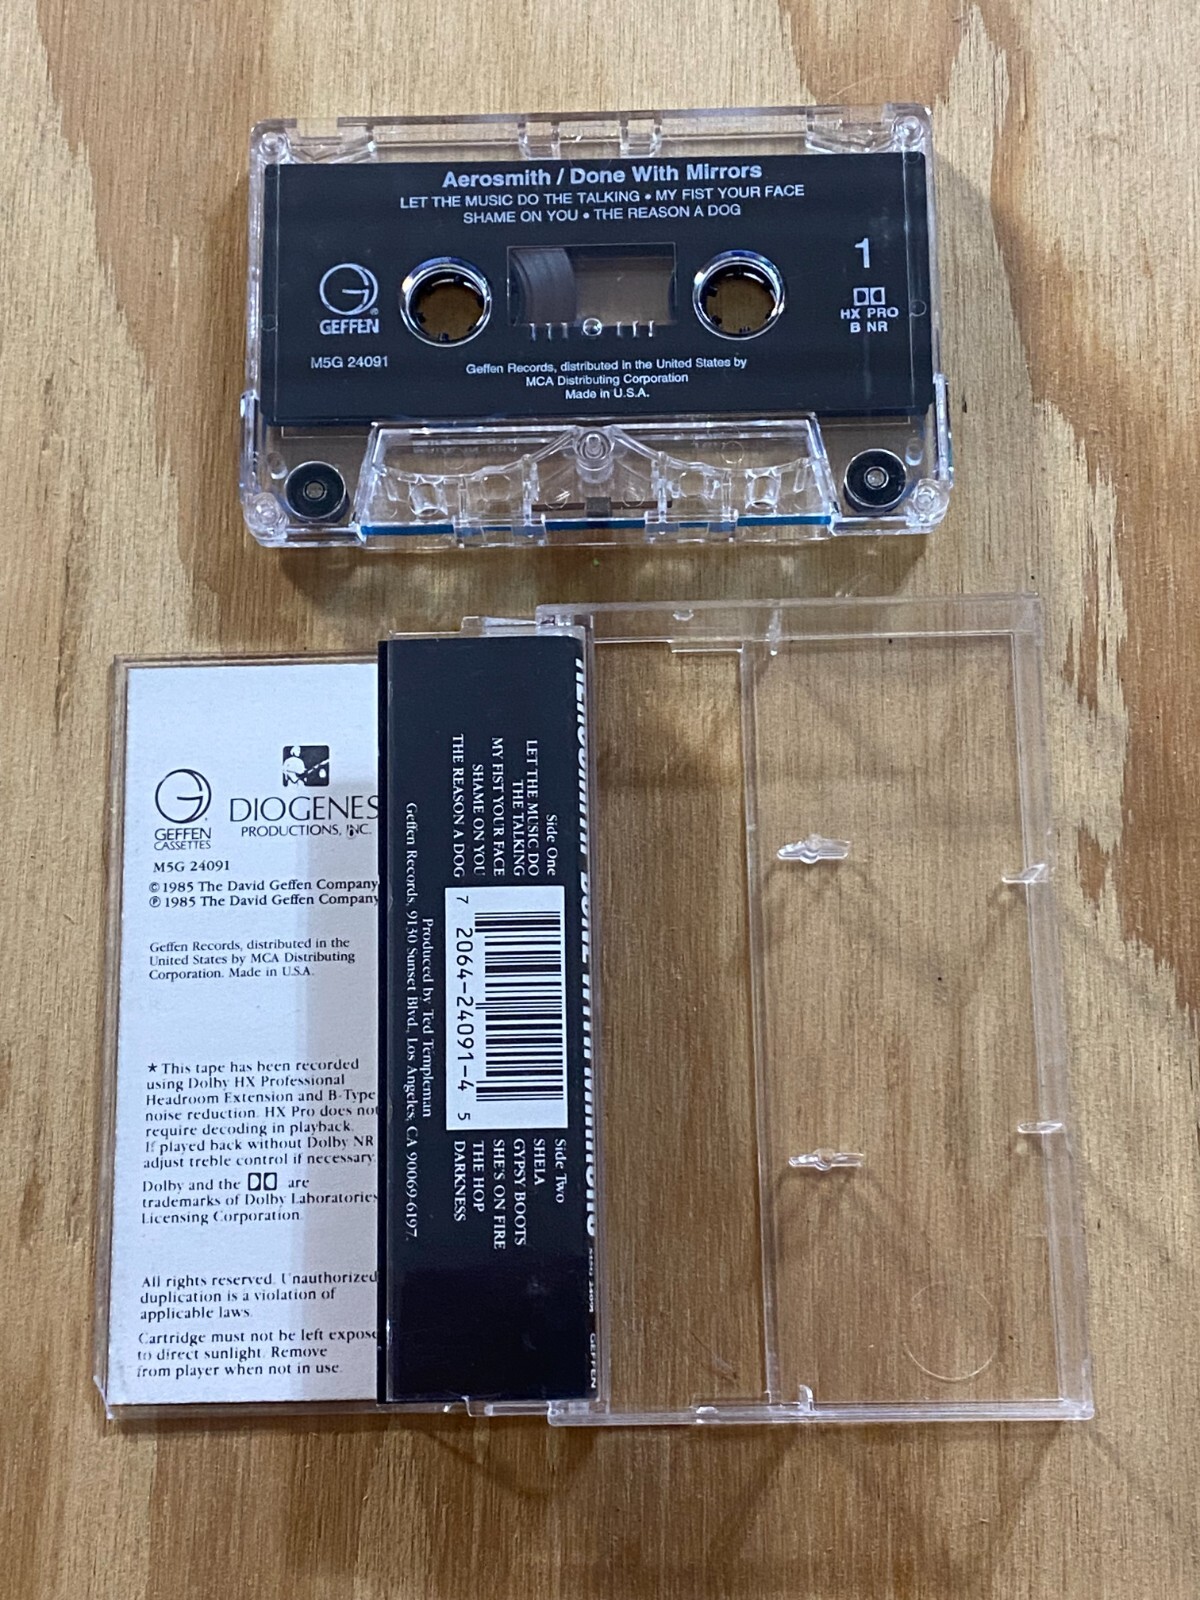 Aerosmith / Done With Mirrors
LET THE MUSIC DO THE TALKING • MY FIST YOUR FACE
SHAME ON YOU • THE REASON A DOG
1
GEFFEN
®
HX PRO
B NR
M5G 24091
Geffen Records, distributed in the United States by
MCA Distributing Corporation
Made in U.S.A.
GEFFEN
CASSETTES
DIOGENES
PRODUCTIONS, INC.
M5G 24091
© 1985 The David Geffen Company
℗ 1985 The David Geffen Company
Geffen Records, distributed in the
United States by MCA Distributing
Corporation. Made in U.S.A.
★ This tape has been recorded
using Dolby HX Professional
Headroom Extension and B-Type
noise reduction. HX Pro does not
require decoding in playback.
If played back without Dolby NR
adjust treble control if necessary.
Dolby and the are
trademarks of Dolby Laboratories
Licensing Corporation.
All rights reserved. Unauthorized
duplication is a violation of
applicable laws.
Cartridge must not be left expose
to direct sunlight. Remove
from player when not in use.
AEROSMITH DONE WITH MIRRORS
GEFFEN
Side One
LET THE MUSIC DO
THE TALKING
MY FIST YOUR FACE
SHAME ON YOU
THE REASON A DOG
7 2064-24091-4 5
Side Two
SHELA
GYPSY BOOTS
SHE'S ON FIRE
THE HOP
DARKNESS
Produced by Ted Templeman
Geffen Records, 9130 Sunset Blvd., Los Angeles, CA 90069-6197.